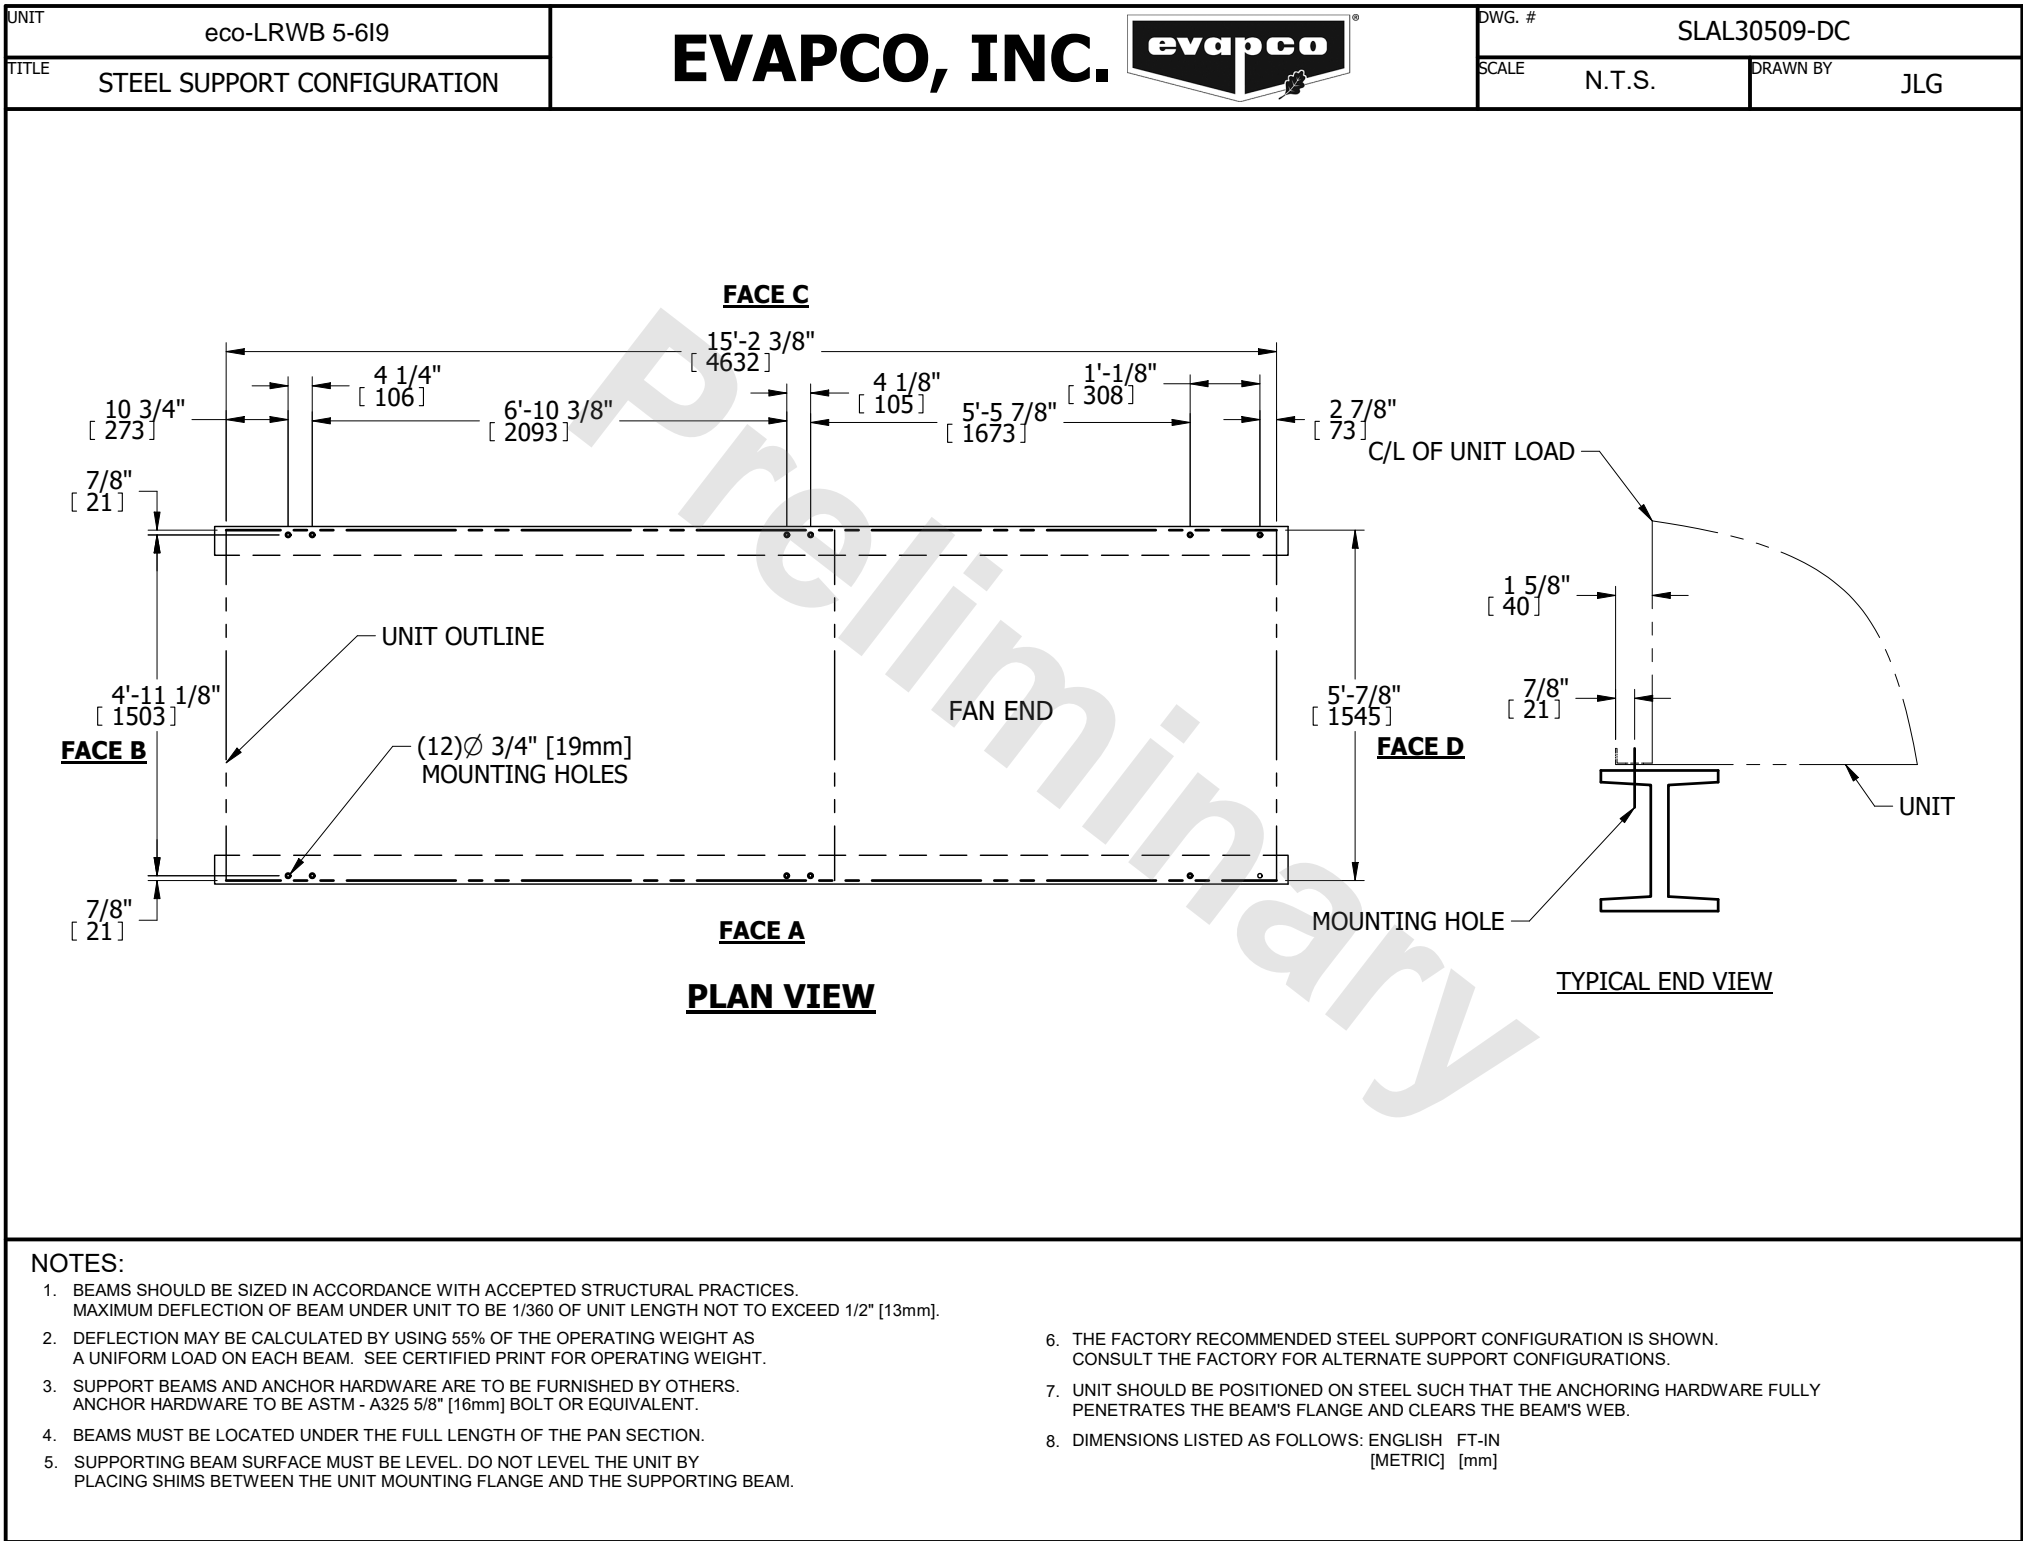 UNIT
eco-LRWB 5-6I9
TITLE
STEEL SUPPORT CONFIGURATION
EVAPCO, INC.
evapco
®
DWG. #
SLAL30509-DC
SCALE
N.T.S.
DRAWN BY
JLG
FACE C
15'-2 3/8"
[ 4632]
4 1/4"
[ 106]
4 1/8"
[ 105]
1'-1/8"
[ 308]
10 3/4"
[ 273]
6'-10 3/8"
[ 2093]
5'-5 7/8"
[ 1673]
2 7/8"
[ 73]
C/L OF UNIT LOAD
7/8"
[ 21]
1 5/8"
[ 40]
UNIT OUTLINE
4'-11 1/8"
[ 1503]
FACE B
FAN END
5'-7/8"
[ 1545]
FACE D
7/8"
[ 21]
(12)Ø 3/4" [19mm]
MOUNTING HOLES
UNIT
7/8"
[ 21]
FACE A
MOUNTING HOLE
PLAN VIEW
TYPICAL END VIEW
Preliminary
NOTES:
1. BEAMS SHOULD BE SIZED IN ACCORDANCE WITH ACCEPTED STRUCTURAL PRACTICES.
MAXIMUM DEFLECTION OF BEAM UNDER UNIT TO BE 1/360 OF UNIT LENGTH NOT TO EXCEED 1/2" [13mm].
2. DEFLECTION MAY BE CALCULATED BY USING 55% OF THE OPERATING WEIGHT AS
A UNIFORM LOAD ON EACH BEAM. SEE CERTIFIED PRINT FOR OPERATING WEIGHT.
3. SUPPORT BEAMS AND ANCHOR HARDWARE ARE TO BE FURNISHED BY OTHERS.
ANCHOR HARDWARE TO BE ASTM - A325 5/8" [16mm] BOLT OR EQUIVALENT.
4. BEAMS MUST BE LOCATED UNDER THE FULL LENGTH OF THE PAN SECTION.
5. SUPPORTING BEAM SURFACE MUST BE LEVEL. DO NOT LEVEL THE UNIT BY
PLACING SHIMS BETWEEN THE UNIT MOUNTING FLANGE AND THE SUPPORTING BEAM.
6. THE FACTORY RECOMMENDED STEEL SUPPORT CONFIGURATION IS SHOWN.
CONSULT THE FACTORY FOR ALTERNATE SUPPORT CONFIGURATIONS.
7. UNIT SHOULD BE POSITIONED ON STEEL SUCH THAT THE ANCHORING HARDWARE FULLY
PENETRATES THE BEAM'S FLANGE AND CLEARS THE BEAM'S WEB.
8. DIMENSIONS LISTED AS FOLLOWS: ENGLISH FT-IN
[METRIC] [mm]